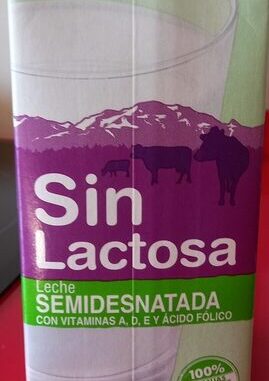 Sin
Lactosa
Leche
SEMIDESNATADA
CON VITAMINAS A, D, E Y ÁCIDO FÓLICO
100%